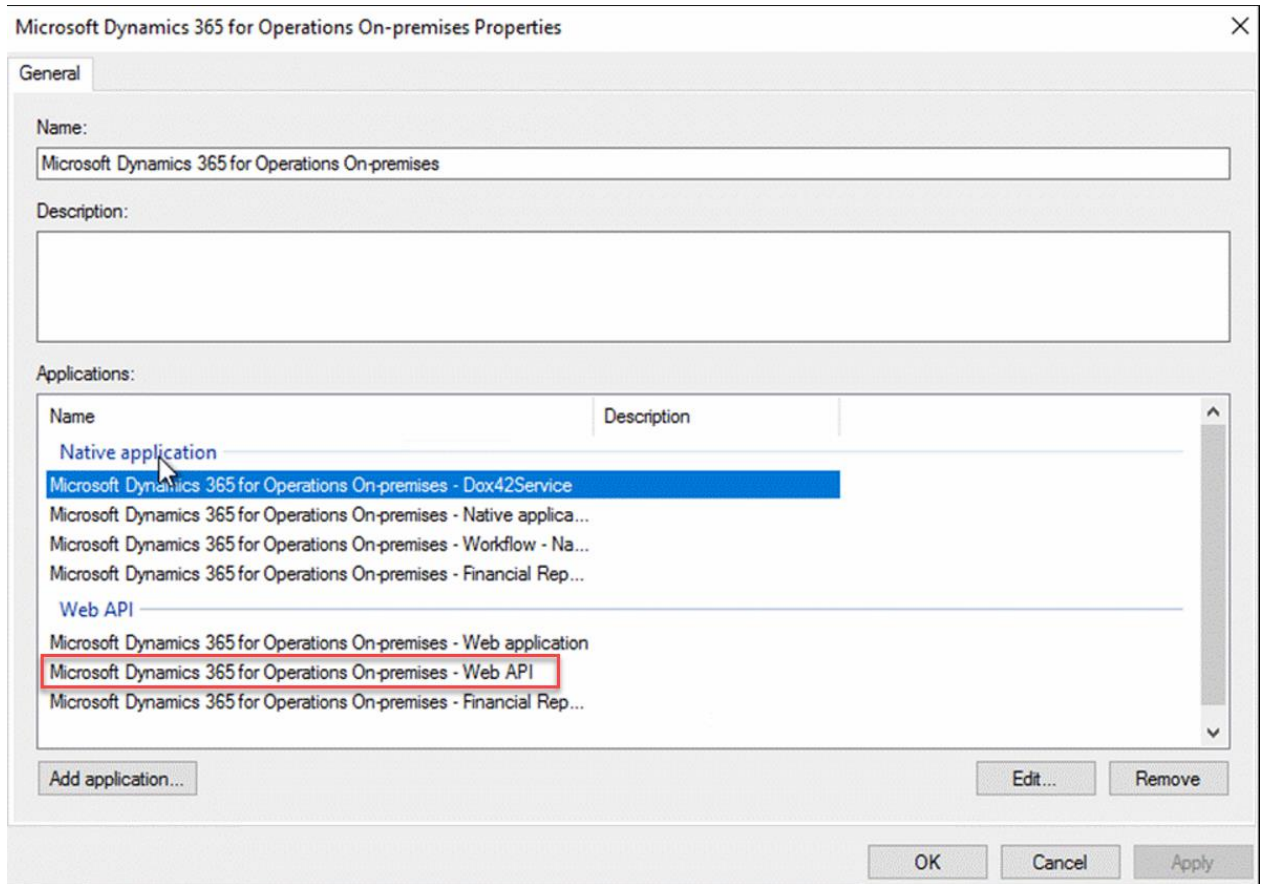 Microsoft Dynamics 365 for Operations On-premises Properties
General
Name:
Microsoft Dynamics 365 for Operations On-premises
Description:
Applications:
Name Description
Native application
Microsoft Dynamics 365 for Operations On-premises - Dox42Service
Microsoft Dynamics 365 for Operations On-premises - Native applica...
Microsoft Dynamics 365 for Operations On-premises - Workflow - Na...
Microsoft Dynamics 365 for Operations On-premises - Financial Rep...
Web API
Microsoft Dynamics 365 for Operations On-premises - Web application
Microsoft Dynamics 365 for Operations On-premises - Web API
Microsoft Dynamics 365 for Operations On-premises - Financial Rep...
Add application... Edit... Remove
OK Cancel Apply